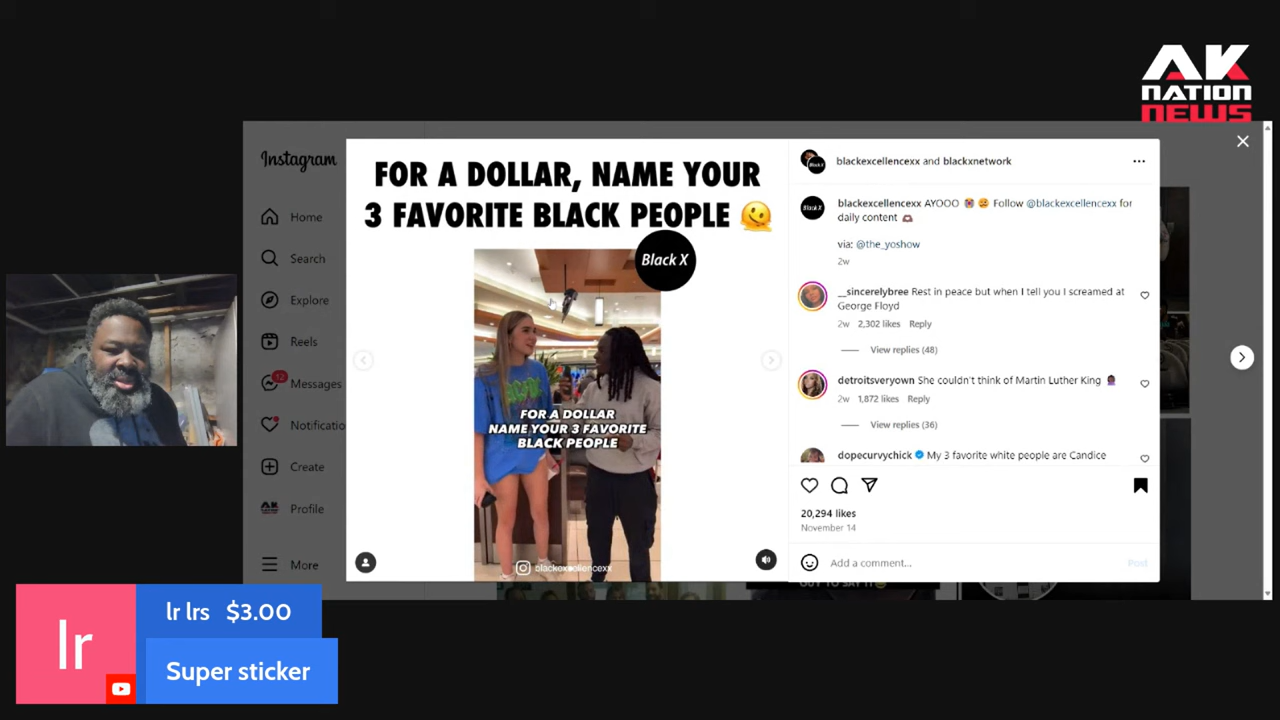 AK
NATION
NEWS
Instagram
Home
Search
Explore
Reels
12
Messages
Notificatio
Create
Profile
More
FOR A DOLLAR, NAME YOUR
3 FAVORITE BLACK PEOPLE 🫠
Black X
FOR A DOLLAR
NAME YOUR 3 FAVORITE
BLACK PEOPLE
blackexcellencexx
blackexcellencexx and blackxnetwork
Black X
blackexcellencexx AYOOO 😭 😕 Follow @blackexcellencexx for
daily content 🫶🏾
via: @the_yoshow
2w
__sincerelybree Rest in peace but when I tell you I screamed at
George Floyd
2w 2,302 likes Reply
View replies (48)
detroitsveryown She couldn't think of Martin Luther King
2w 1,872 likes Reply
View replies (36)
dopecurvychick My 3 favorite white people are Candice
20,294 likes
November 14
Add a comment...
Post
lr
lr lrs $3.00
Super sticker